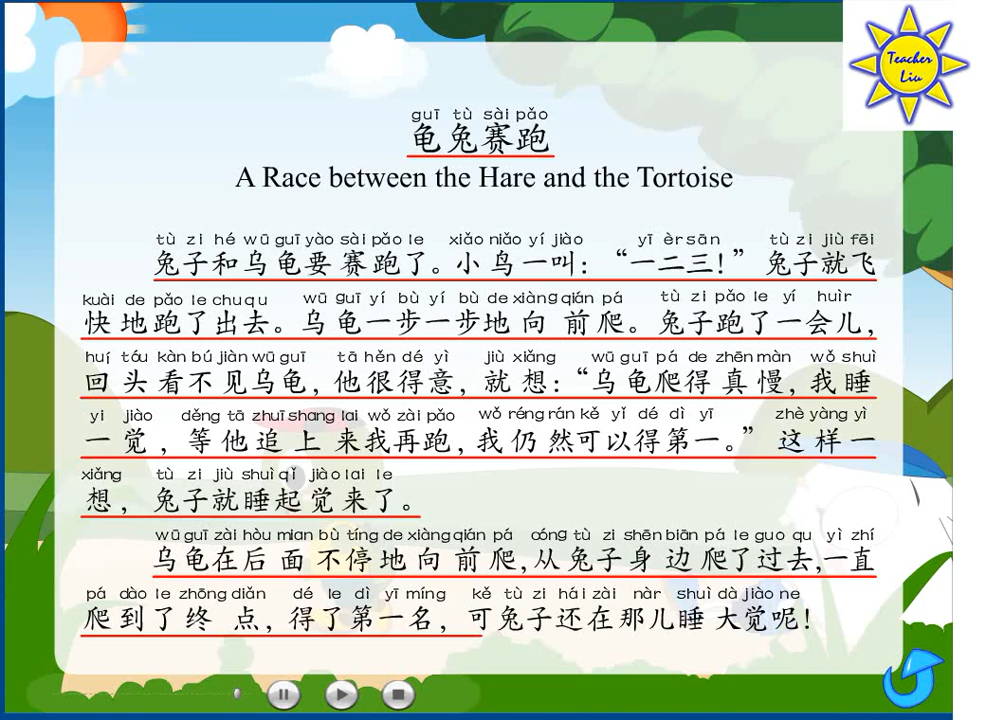 Teacher
Liu
guī tù sài pǎo
龟兔赛跑
A Race between the Hare and the Tortoise
tù zi hé wū guī yào sài pǎo le xiǎo niǎo yí jiào yī èr sān tù zi jiù fēi
兔子和乌龟要赛跑了。小鸟一叫：“一二三！”兔子就飞
kuài de pǎo le chu qu wū guī yí bù yí bù de xiàng qián pá tù zi pǎo le yí huìr
快地跑了出去。乌龟一步一步地向前爬。兔子跑了一会儿，
huí tóu kàn bú jiàn wū guī tā hěn dé yì jiù xiǎng wū guī pá de zhēn màn wǒ shuì
回头看不见乌龟，他很得意，就想：“乌龟爬得真慢，我睡
yi jiào děng tā zhuī shang lai wǒ zài pǎo wǒ réng rán kě yǐ dé dì yī zhè yàng yì
一觉，等他追上来我再跑，我仍然可以得第一。”这样一
xiǎng tù zi jiù shuì qǐ jiào lai le
想，兔子就睡起觉来了。
wū guī zài hòu mian bù tíng de xiàng qián pá cóng tù zi shēn biān pá le guo qu yì zhí
乌龟在后面不停地向前爬，从兔子身边爬了过去，一直
pá dào le zhōng diǎn dé le dì yī míng kě tù zi hái zài nàr shuì dà jiào ne
爬到了终点，得了第一名，可兔子还在那儿睡大觉呢！